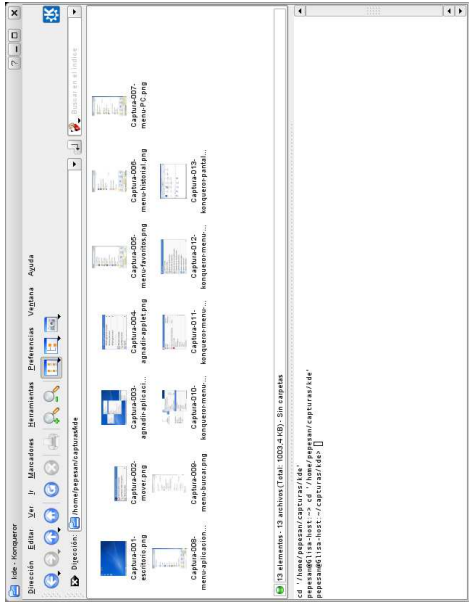 kde - Konqueror
Dirección Editar Ver Ir Marcadores Herramientas Preferencias Ventana Ayuda
Dirección: /home/pepesan/capturas/kde
Buscar en el índice
Captura-001-
escritorio.png
Captura-002-
mover.png
Captura-003-
agnadir-aplicaci...
Captura-004-
agnadir-applet.png
Captura-005-
menu-favoritos.png
Captura-006-
menu-historial.png
Captura-007-
menu-PC.png
Captura-008-
menu-aplicacion...
Captura-009-
menu-burcar.png
Captura-010-
konqueror-menu-...
Captura-011-
konqueror-menu-...
Captura-012-
konqueror-menu-...
Captura-013-
konqueror-pantal...
13 elementos - 13 archivos (Total: 1003,4 KB) - Sin carpetas
cd '/home/pepesan/capturas/kde'
pepesan@Glisa-host:~> cd '/home/pepesan/capturas/kde'
pepesan@Glisa-host:~/capturas/kde>